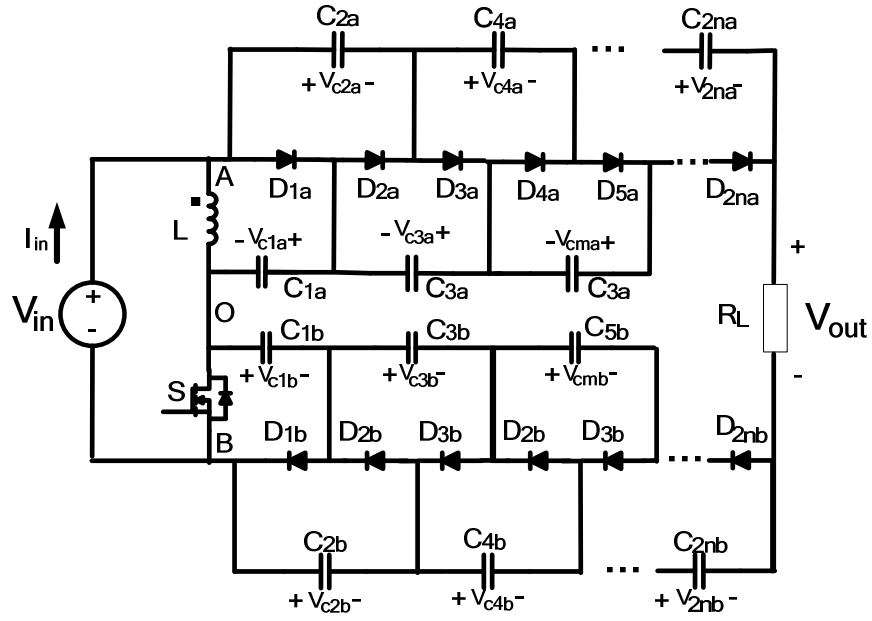 C2a C4a C2na
+Vc2a- +Vc4a- +V2na-
A D1a D2a D3a D4a D5a D2na
Iin L -Vc1a+ -Vc3a+ -Vcma+
C1a C3a C3a
+
Vin + - O RL Vout
C1b C3b C5b
+Vc1b- +Vc3b- +Vcmb-
-
S
B D1b D2b D3b D2b D3b D2nb
C2b C4b C2nb
+Vc2b- +Vc4b- +V2nb-